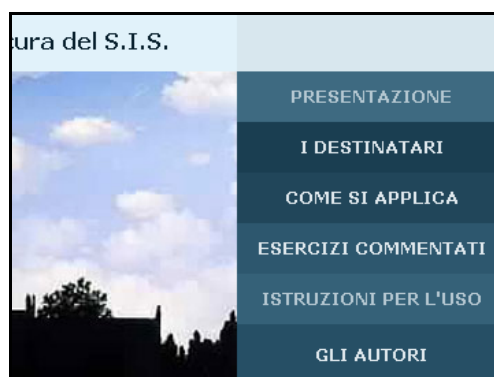 ura del S.I.S.
PRESENTAZIONE
I DESTINATARI
COME SI APPLICA
ESERCIZI COMMENTATI
ISTRUZIONI PER L'USO
GLI AUTORI